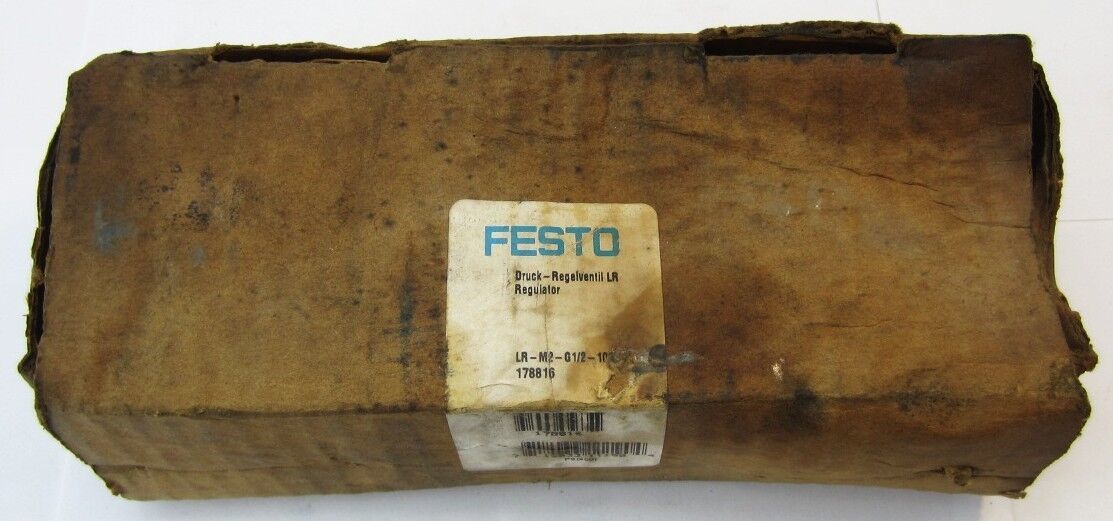 FESTO
Druck-Regelventil LR
Regulator
LR-M2-G1/2-10
178816